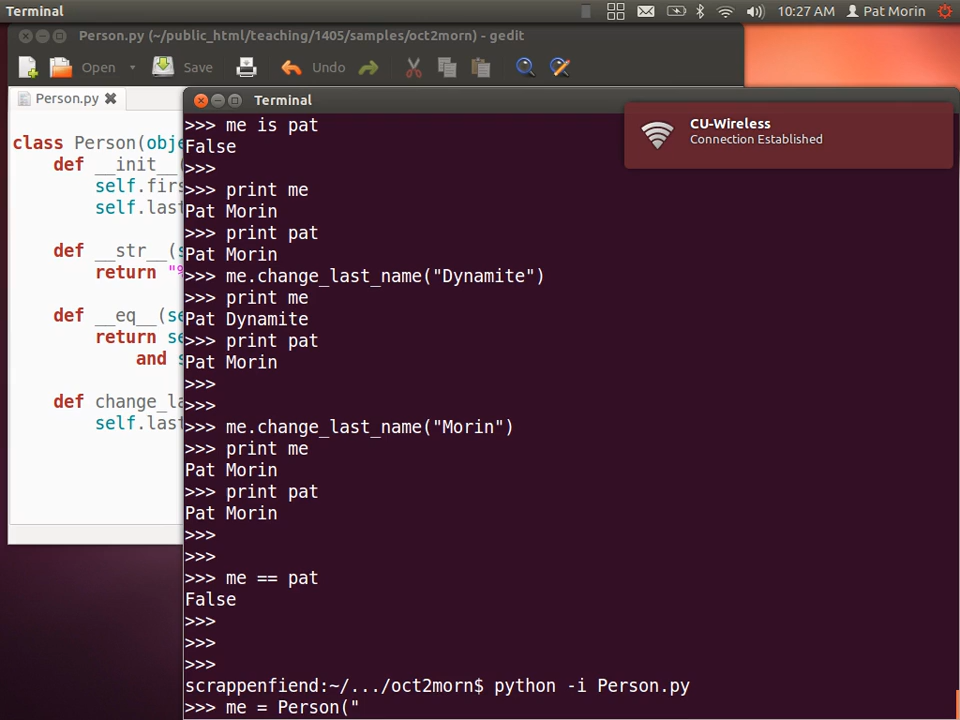 Terminal
10:27 AM
Pat Morin
Person.py (~/public_html/teaching/1405/samples/oct2morn) - gedit
Open
Save
Undo
Person.py
class Person(obj
def __init__(
self.firs
self.last
def __str__(s
return "%
def __eq__(se
return se
and s
def change_la
self.last
Terminal
CU-Wireless
Connection Established
>>> me is pat
False
>>>
>>> print me
Pat Morin
>>> print pat
Pat Morin
>>> me.change_last_name("Dynamite")
>>> print me
Pat Dynamite
>>> print pat
Pat Morin
>>>
>>>
>>> me.change_last_name("Morin")
>>> print me
Pat Morin
>>> print pat
Pat Morin
>>>
>>>
>>> me == pat
False
>>>
>>>
>>>
scrappenfiend:~/.../oct2morn$ python -i Person.py
>>> me = Person("